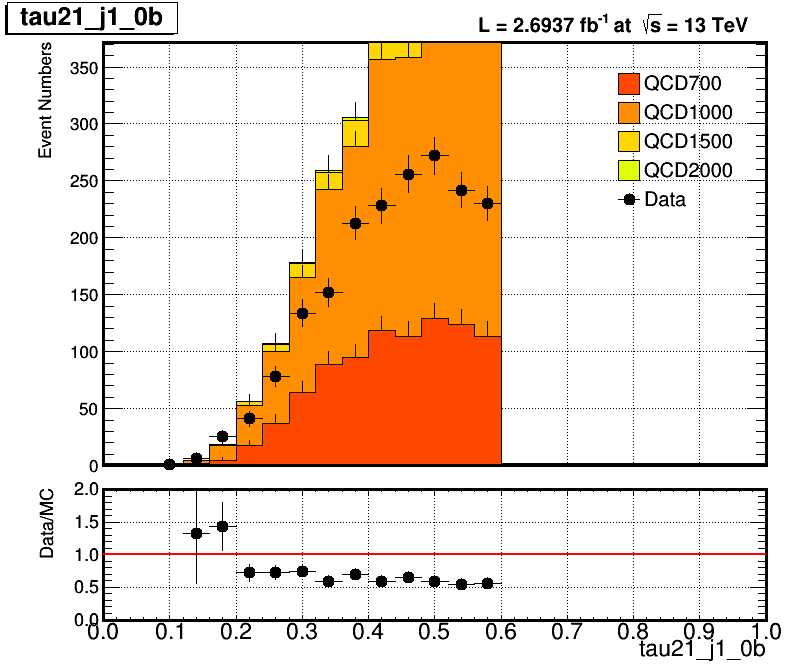 tau21_j1_0b
L = 2.6937 fb⁻¹ at √s = 13 TeV
Event Numbers
350
300
250
200
150
100
50
0
QCD700
QCD1000
QCD1500
QCD2000
Data
Data/MC
2.0
1.5
1.0
0.5
0.0
0.0 0.1 0.2 0.3 0.4 0.5 0.6 0.7 0.8 0.9 1.0
tau21_j1_0b